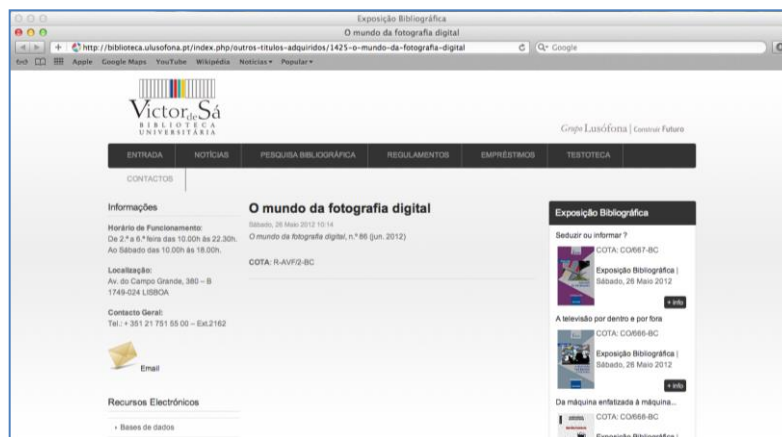 Exposição Bibliográfica
O mundo da fotografia digital
http://biblioteca.ulusofona.pt/index.php/outros-titulos-adquiridos/1425-o-mundo-da-fotografia-digital
Google
Apple Google Maps YouTube Wikipédia Notícias Popular
Victor de Sá
BIBLIOTECA
UNIVERSITÁRIA
Grupo Lusófona | Construir Futuro
ENTRADA NOTÍCIAS PESQUISA BIBLIOGRÁFICA REGULAMENTOS EMPRÉSTIMOS TESTOTECA
CONTACTOS
Informações
Horário de Funcionamento:
De 2.ª a 6.ª feira das 10.00h às 22.30h.
Ao Sábado das 10.00h às 18.00h.
Localização:
Av. do Campo Grande, 380 – B
1749-024 LISBOA
Contacto Geral:
Tel.: + 351 21 751 55 00 – Ext.2162
Email
Recursos Electrónicos
Bases de dados
O mundo da fotografia digital
Sábado, 26 Maio 2012 10:14
O mundo da fotografia digital, n.º 86 (jun. 2012)
COTA: R-AVF/2-BC
Exposição Bibliográfica
Seduzir ou informar ?
COTA: CO/667-BC
Exposição Bibliográfica |
Sábado, 26 Maio 2012
+ info
A televisão por dentro e por fora
COTA: CO/666-BC
Exposição Bibliográfica |
Sábado, 26 Maio 2012
+ info
Da máquina enfatizada à máquina...
COTA: CO/668-BC
Exposição Bibliográfica |